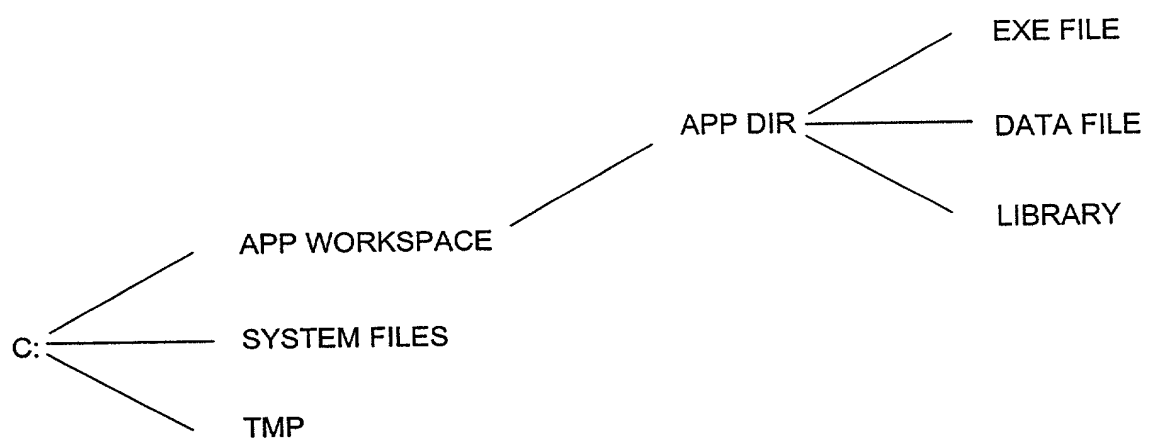 EXE FILE
APP DIR
DATA FILE
LIBRARY
APP WORKSPACE
SYSTEM FILES
C:
TMP